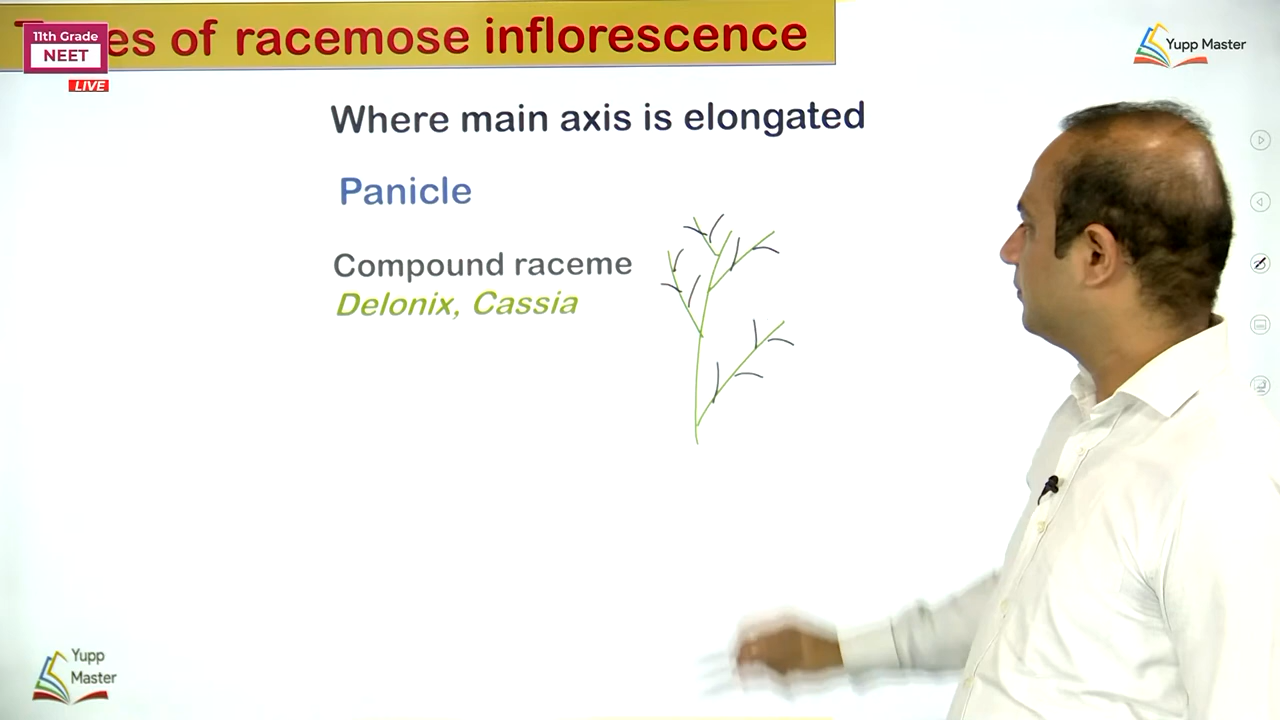 11th Grade
NEET
LIVE
es of racemose inflorescence
Yupp Master
Where main axis is elongated
Panicle
Compound raceme
Delonix, Cassia
Yupp
Master